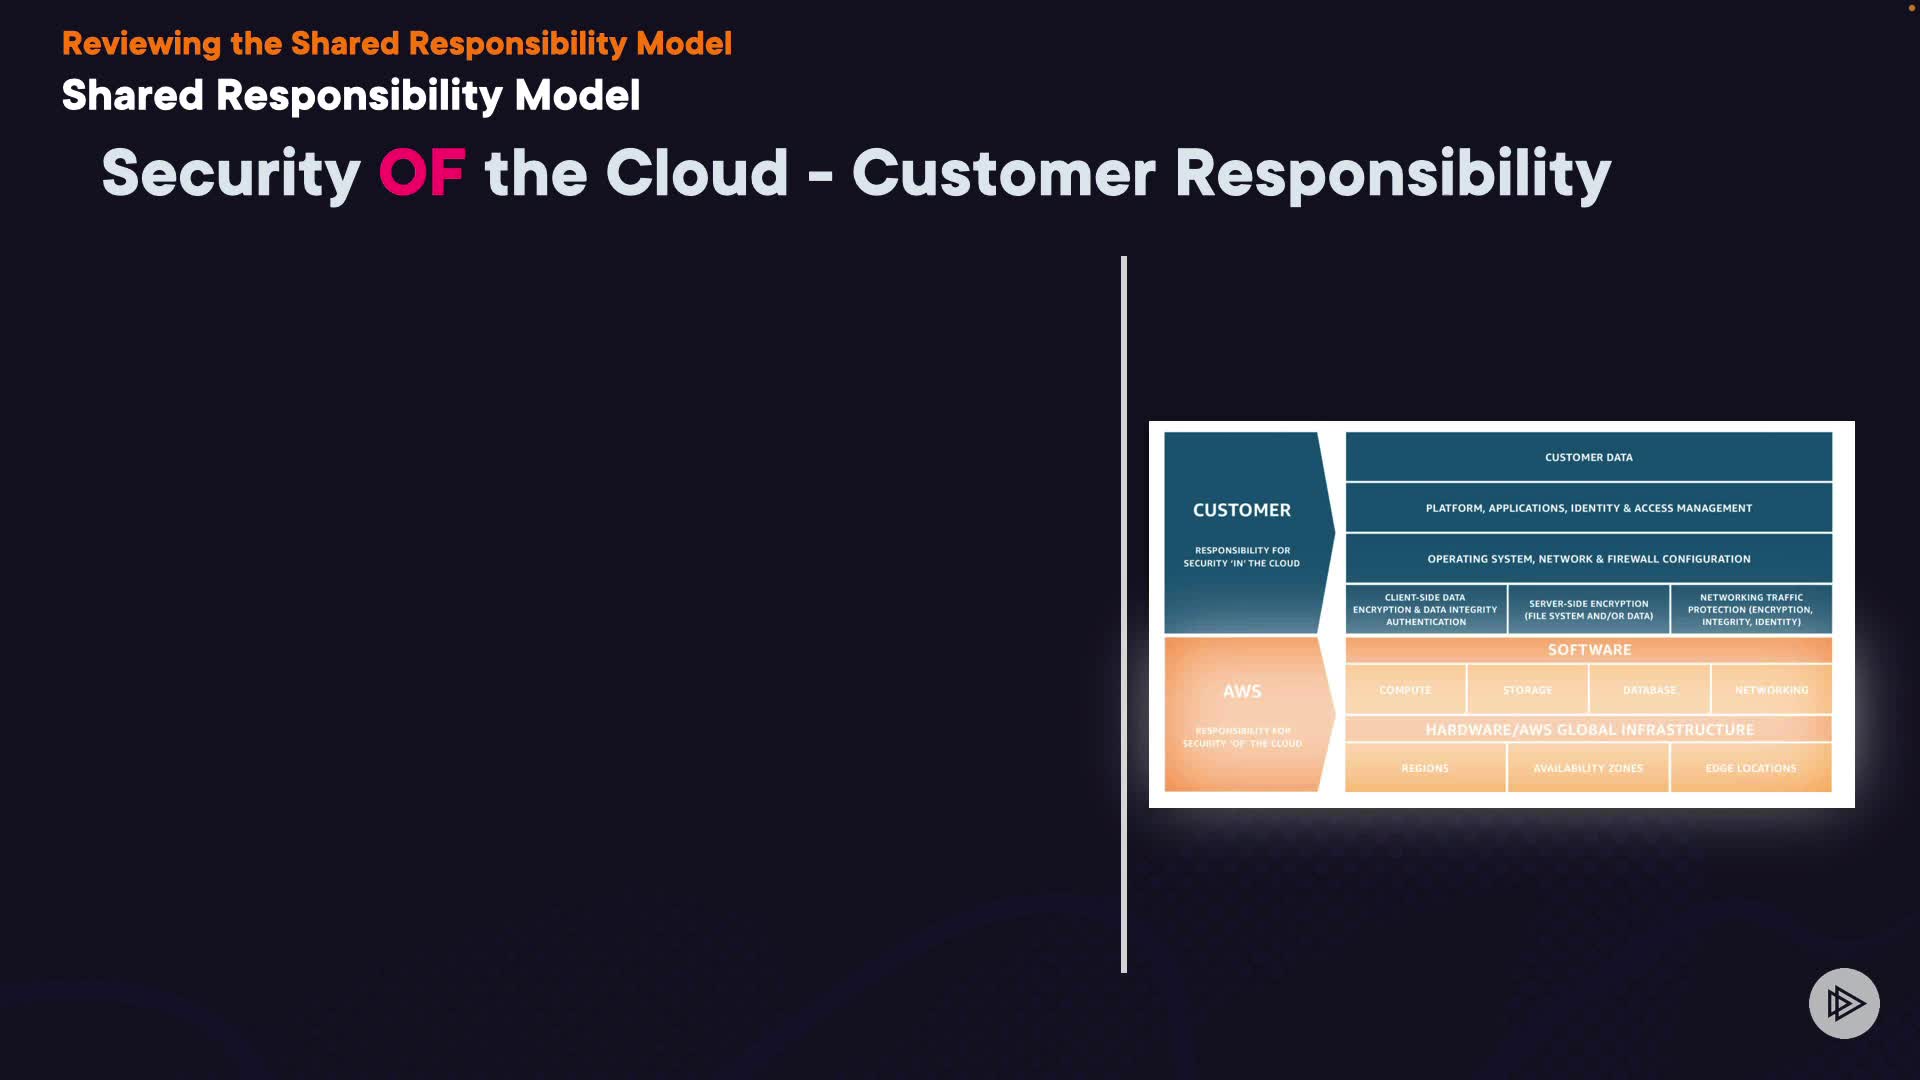 Reviewing the Shared Responsibility Model
Shared Responsibility Model
Security OF the Cloud - Customer Responsibility
CUSTOMER
RESPONSIBILITY FOR
SECURITY 'IN' THE CLOUD
CUSTOMER DATA
PLATFORM, APPLICATIONS, IDENTITY & ACCESS MANAGEMENT
OPERATING SYSTEM, NETWORK & FIREWALL CONFIGURATION
CLIENT-SIDE DATA
ENCRYPTION & DATA INTEGRITY
AUTHENTICATION
SERVER-SIDE ENCRYPTION
(FILE SYSTEM AND/OR DATA)
NETWORKING TRAFFIC
PROTECTION (ENCRYPTION,
INTEGRITY, IDENTITY)
AWS
RESPONSIBILITY FOR
SECURITY 'OF' THE CLOUD
SOFTWARE
COMPUTE
STORAGE
DATABASE
NETWORKING
HARDWARE/AWS GLOBAL INFRASTRUCTURE
REGIONS
AVAILABILITY ZONES
EDGE LOCATIONS